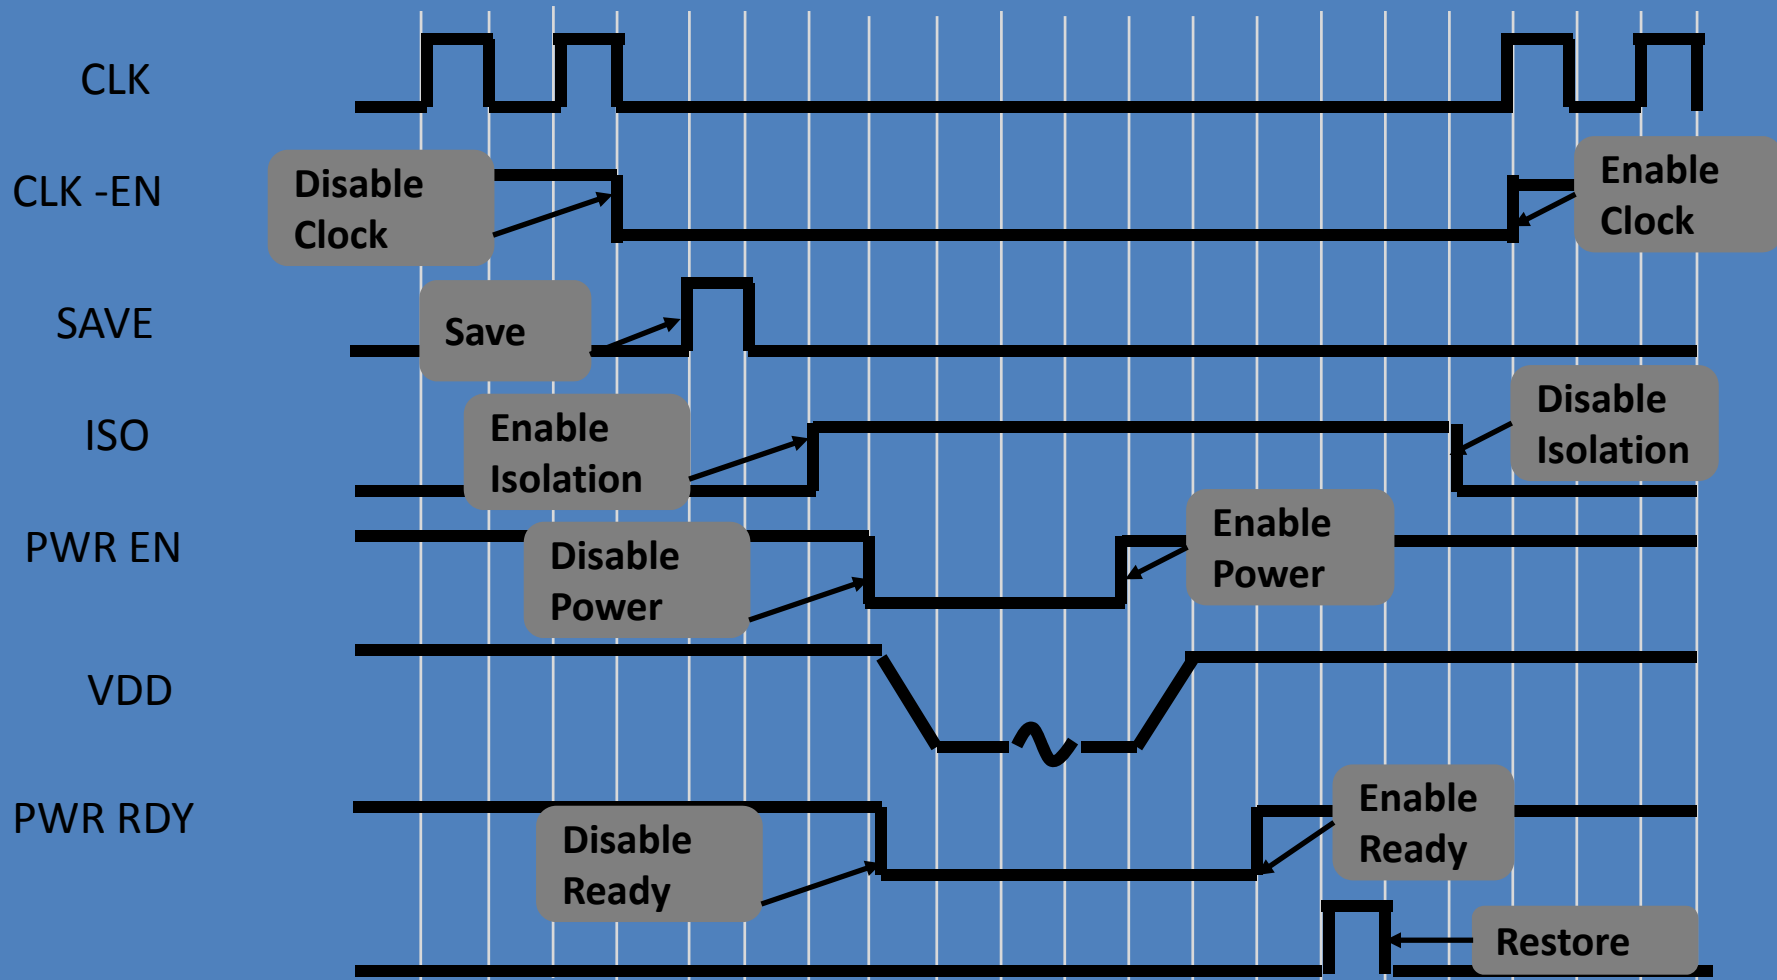 CLK
CLK -EN
Disable
Clock
Enable
Clock
SAVE
Save
ISO
Enable
Isolation
Disable
Isolation
PWR EN
Disable
Power
Enable
Power
VDD
PWR RDY
Disable
Ready
Enable
Ready
Restore